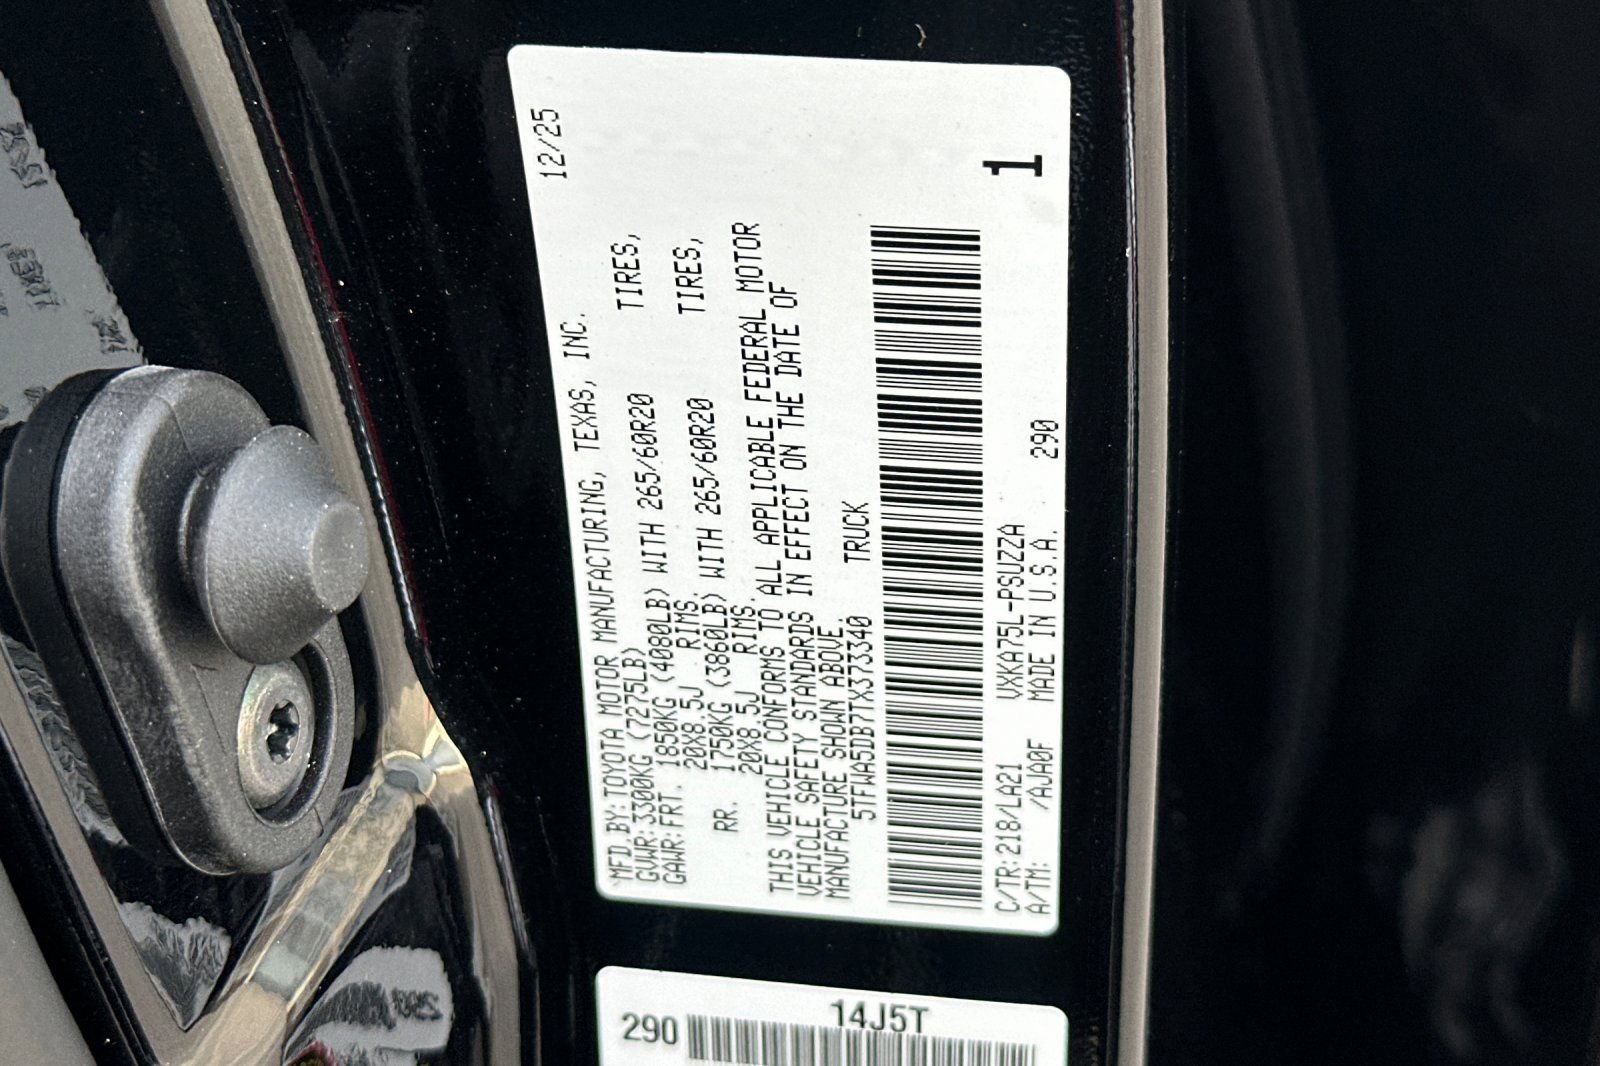 12/25
MFD.BY:TOYOTA MOTOR MANUFACTURING, TEXAS, INC.
GVWR:3300KG (7275LB)
GAWR:FRT. 1850KG (4080LB) WITH 265/60R20 TIRES,
20X8.5J RIMS.
RR. 1750KG (3860LB) WITH 265/60R20 TIRES,
20X8.5J RIMS.
THIS VEHICLE CONFORMS TO ALL APPLICABLE FEDERAL MOTOR
VEHICLE SAFETY STANDARDS IN EFFECT ON THE DATE OF
MANUFACTURE SHOWN ABOVE.
5TFWA5DB7TX373340 TRUCK
C/TR:218/LA21 VXKA75L-PSUZZA 1
A/TM: /AJA0F MADE IN U.S.A. 290
14J5T
290